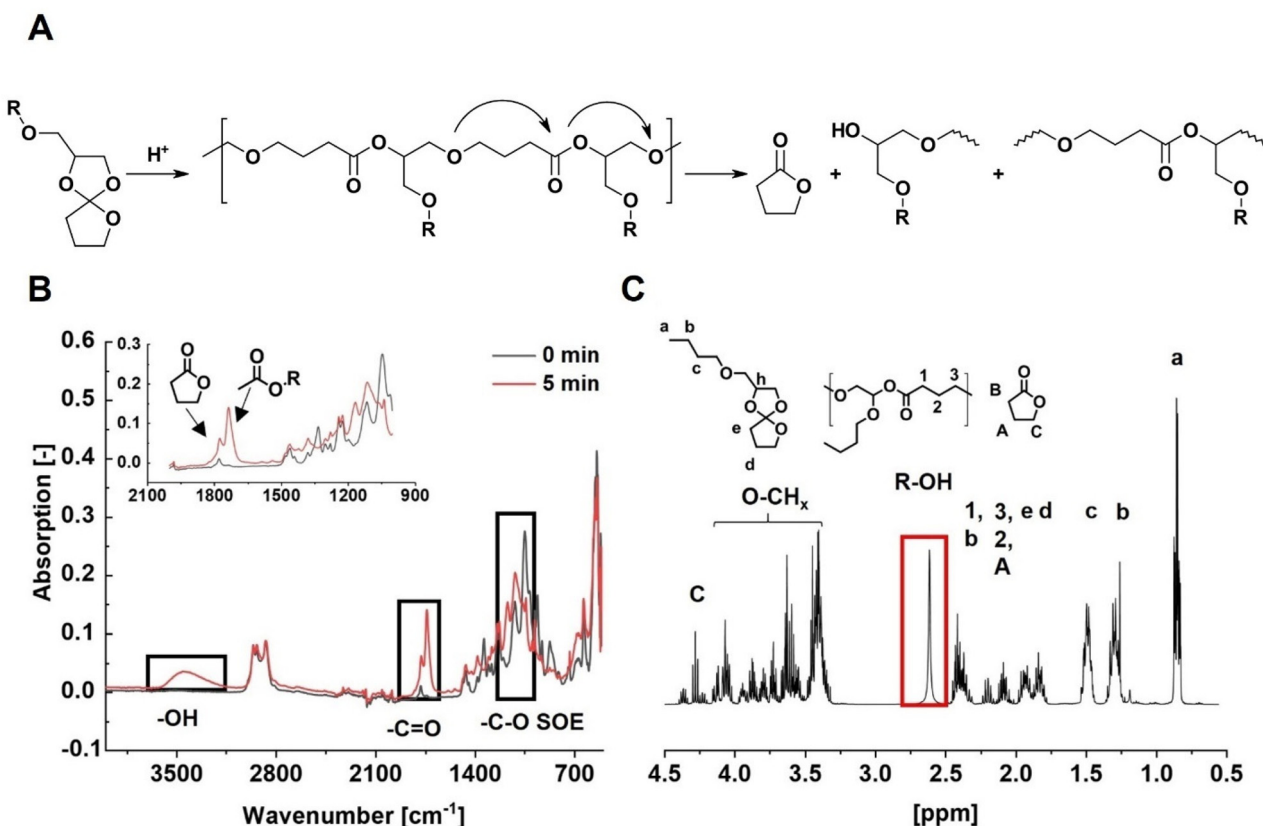 A
R
O
O
O
O
H⁺
O
O
O
O
R
O
O
O
O
R
O
O
+
HO
O
O
R
+
O
O
O
O
R
B
C
0.6
0.5
0.4
0.3
0.2
0.1
0.0
-0.1
Absorption [-]
0.3
0.2
0.1
0.0
2100 1800 1500 1200 900
O
O
O
O
R
0 min
5 min
-OH
-C=O
-C-O SOE
3500 2800 2100 1400 700
Wavenumber [cm⁻¹]
a
b
c
O
h
O
O
O
e
d
O
O
O
O
1
2
3
B
O
O
A
C
a
O-CHₓ
R-OH
1, 3, e d
b 2,
A
c
b
C
4.5 4.0 3.5 3.0 2.5 2.0 1.5 1.0 0.5
[ppm]